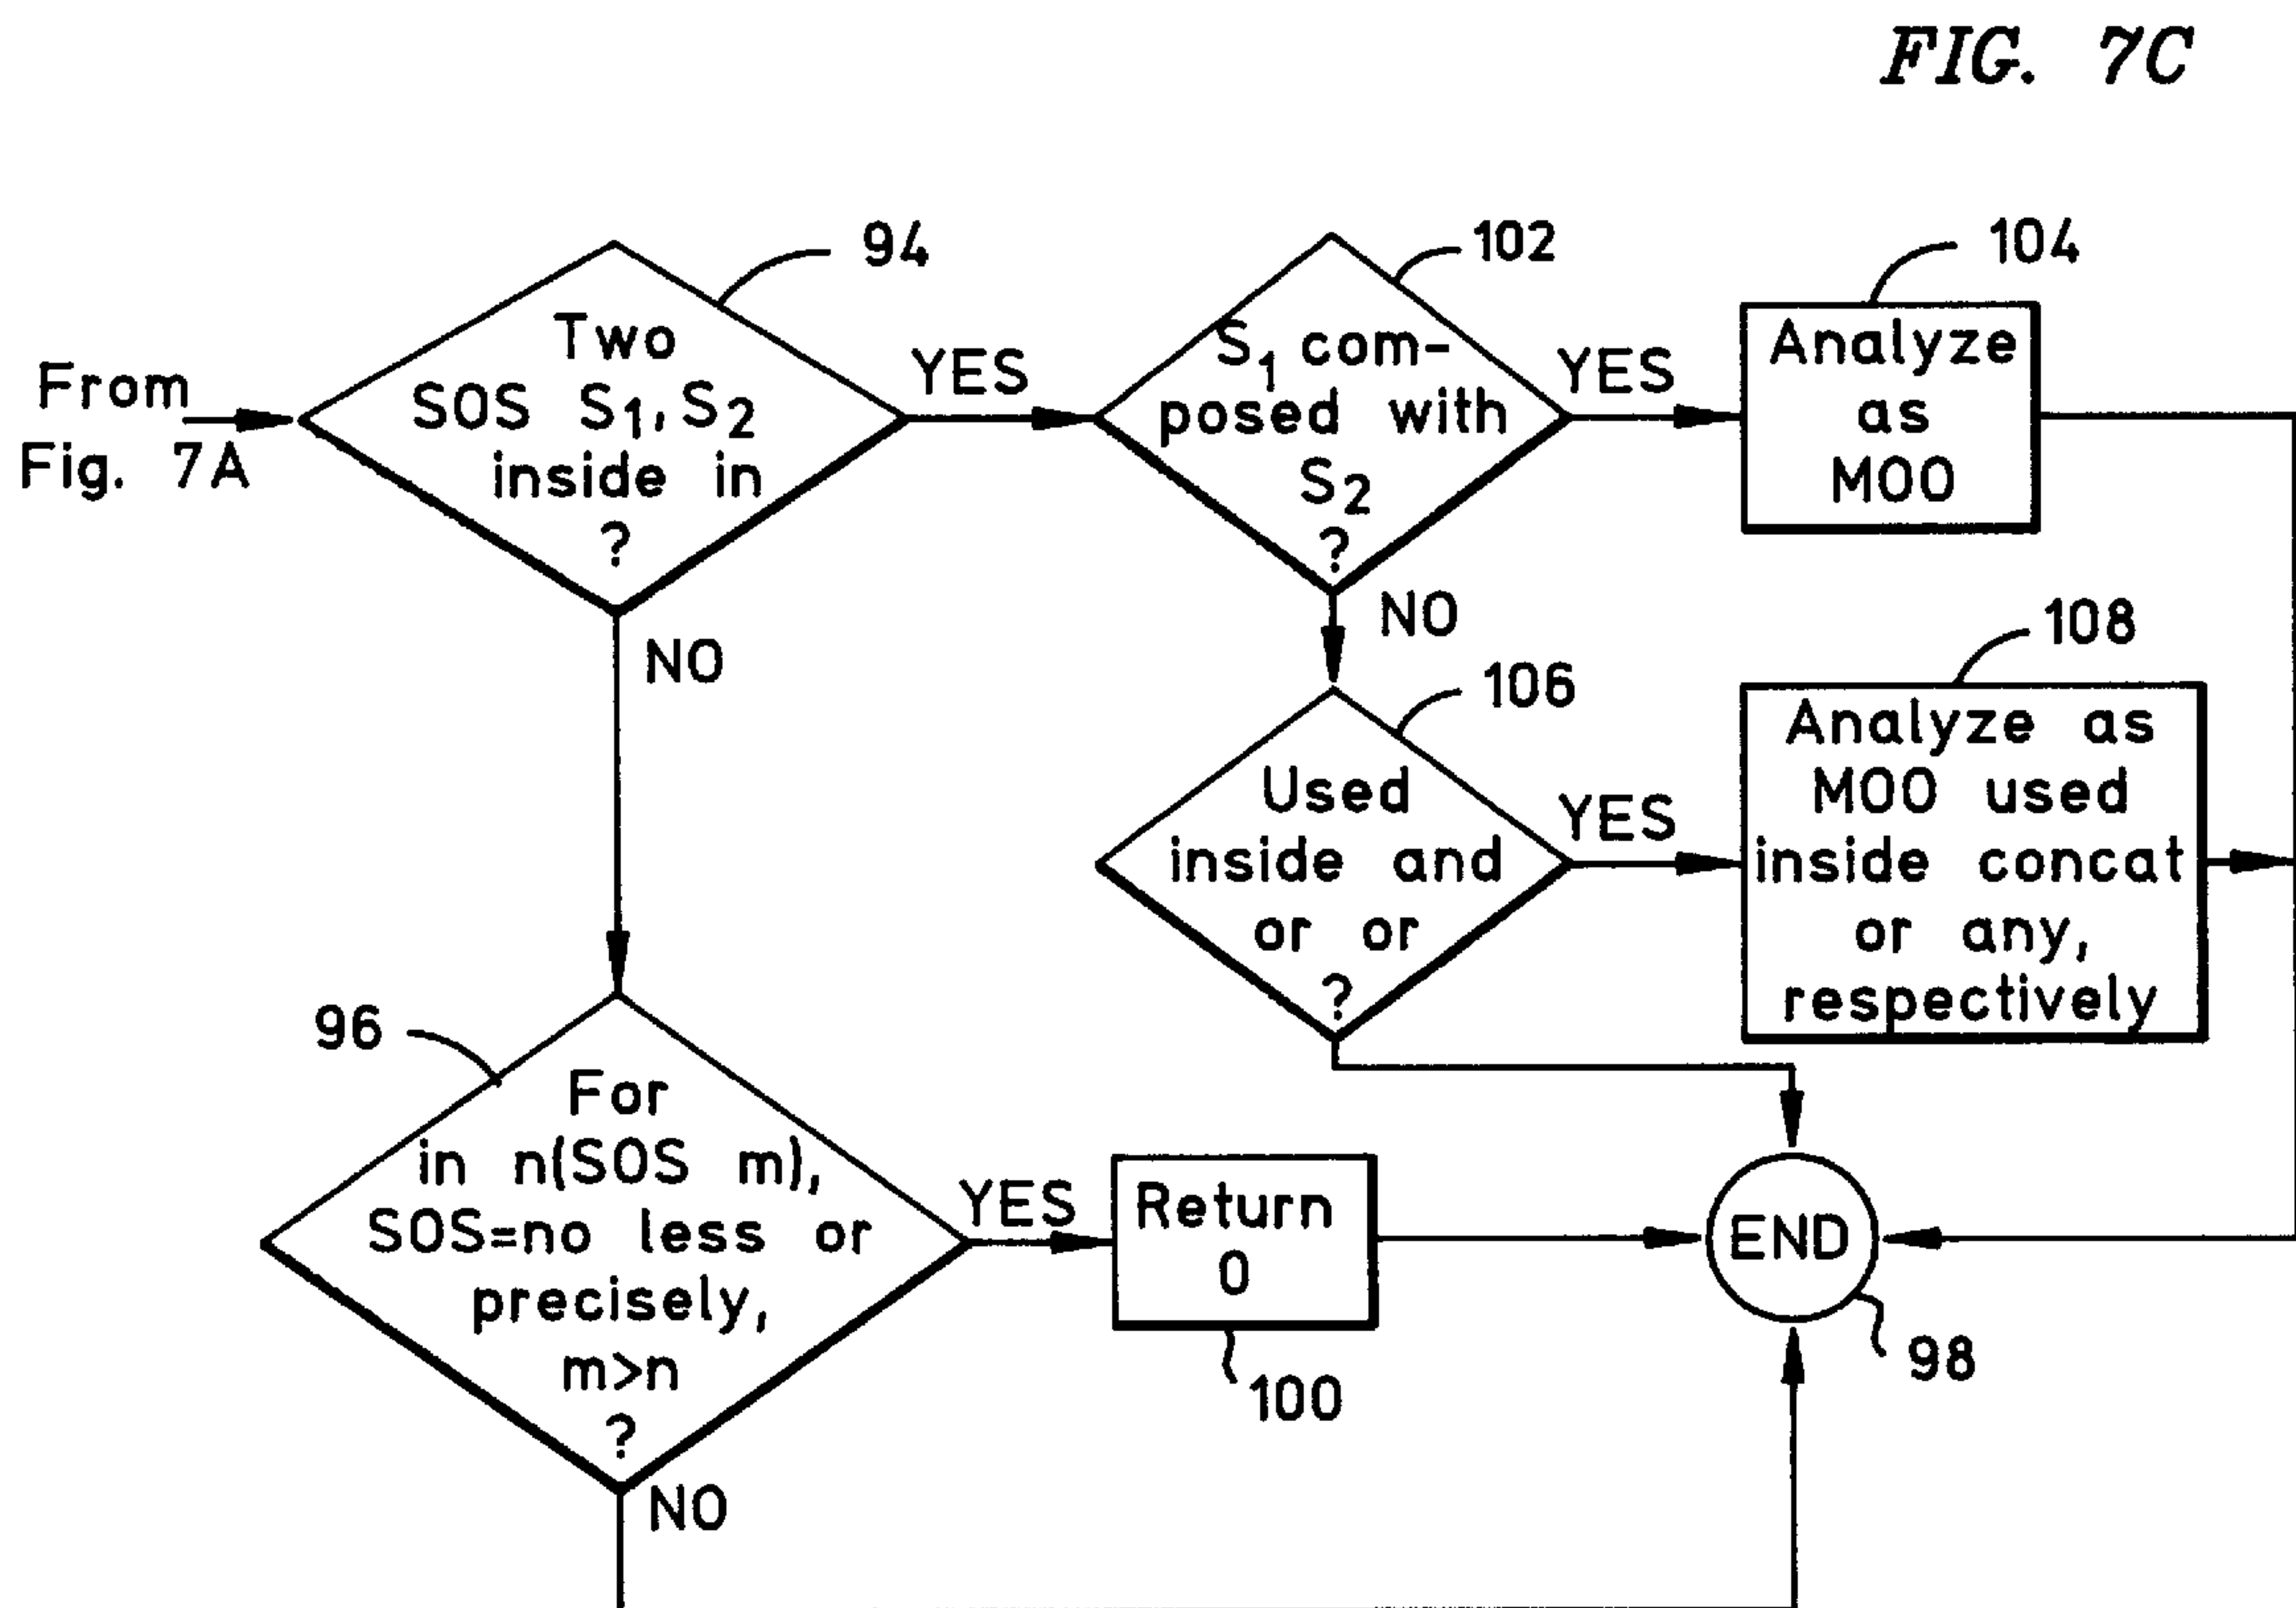 FIG. 7C
From
Fig. 7A
94
Two
SOS S₁, S₂
inside in
?
YES
NO
102
S₁ com-
posed with
S₂
?
YES
NO
104
Analyze
as
MOO
106
Used
inside and
or or
?
YES
108
Analyze as
MOO used
inside concat
or any,
respectively
96
For
in n(SOS m),
SOS=no less or
precisely,
m>n
?
YES
NO
Return
0
100
END
98